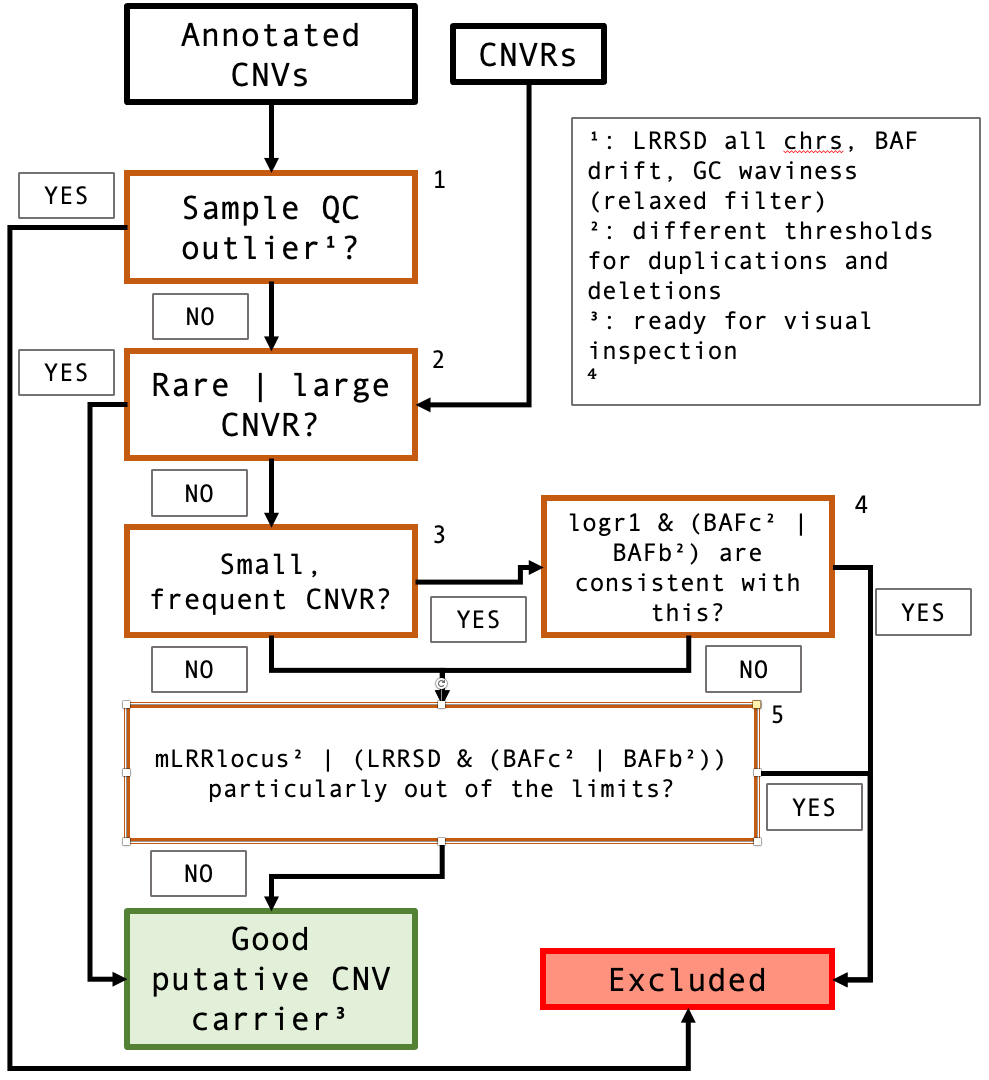 Annotated
CNVs
CNVRs
¹: LRRSD all chrs, BAF
drift, GC waviness
(relaxed filter)
²: different thresholds
for duplications and
deletions
³: ready for visual
inspection
⁴
YES
1
Sample QC
outlier¹?
NO
YES
2
Rare | large
CNVR?
NO
3
Small,
frequent CNVR?
YES
4
logr1 & (BAFc² |
BAFb²) are
consistent with
this?
YES
NO
NO
5
mLRRlocus² | (LRRSD & (BAFc² | BAFb²))
particularly out of the limits?
YES
NO
Good
putative CNV
carrier³
Excluded